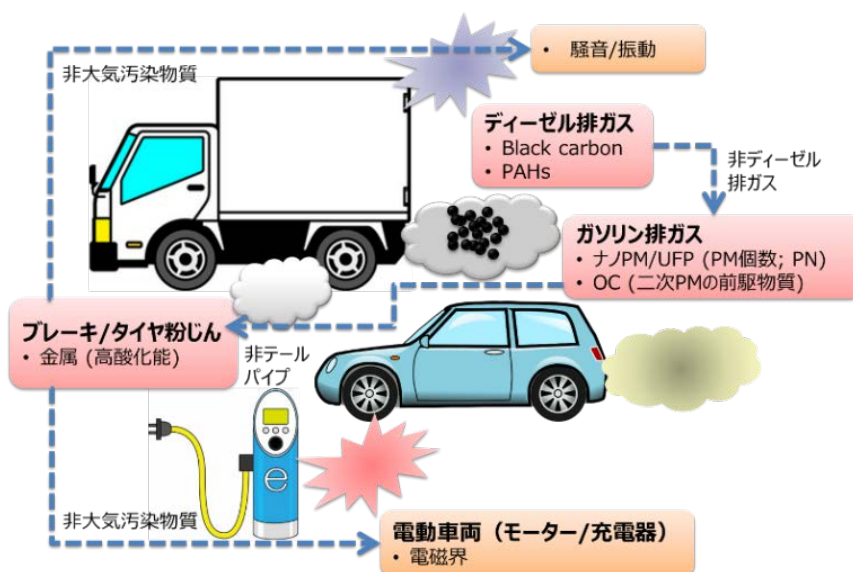 • 騒音/振動
非大気汚染物質
ディーゼル排ガス
• Black carbon
• PAHs
非ディーゼル
排ガス
ガソリン排ガス
• ナノPM/UFP (PM個数; PN)
• OC (二次PMの前駆物質)
ブレーキ/タイヤ粉じん
• 金属 (高酸化能)
非テール
パイプ
e
非大気汚染物質
電動車両（モーター/充電器）
• 電磁界